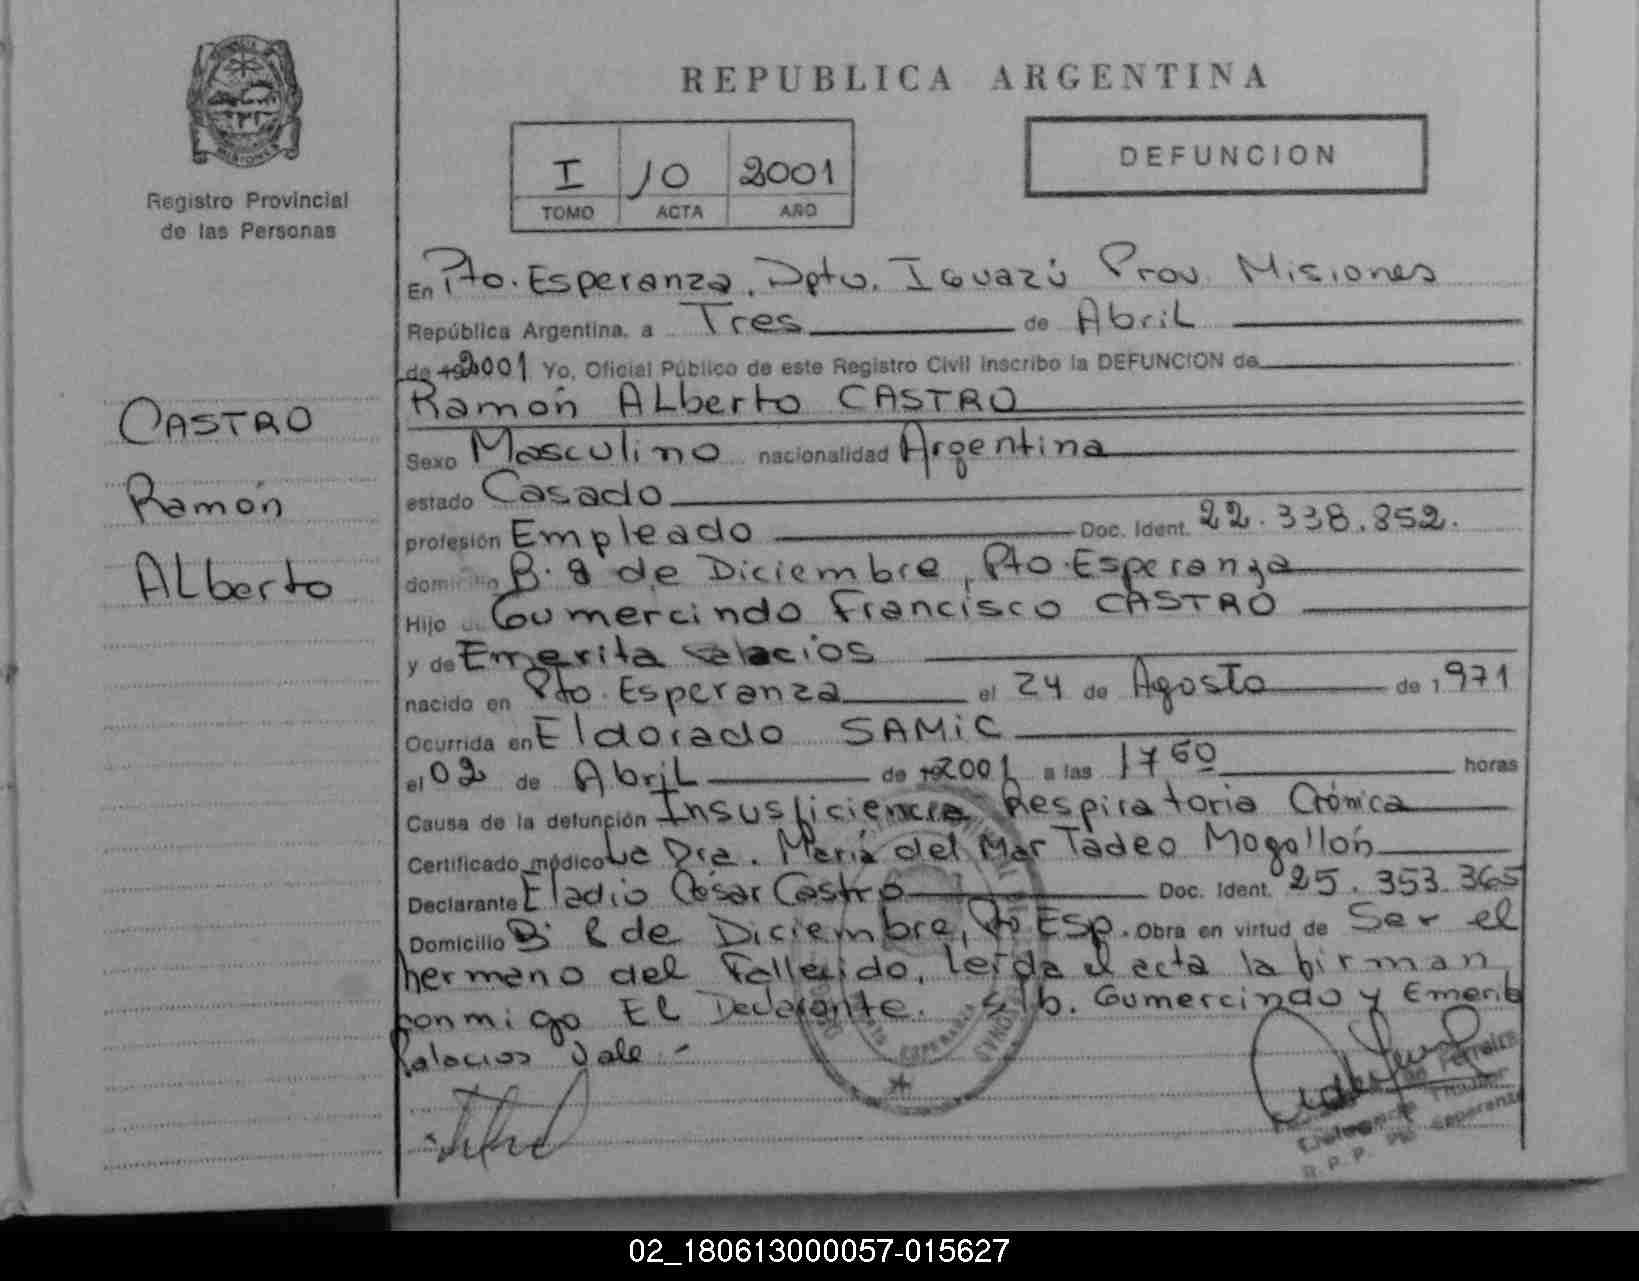 PROVINCIA DE
MISIONES
Registro Provincial
de las Personas
CASTRO
Ramón
Alberto
REPUBLICA ARGENTINA
I 10 2001
TOMO ACTA AÑO
DEFUNCION
En Pto. Esperanza, Dpto. Iguazú Prov. Misiones
República Argentina, a Tres de Abril
de 2001 Yo, Oficial Público de este Registro Civil inscribo la DEFUNCION de
Ramón Alberto CASTRO
Sexo Masculino nacionalidad Argentina
estado Casado
profesión Empleado Doc. Ident. 22.338.852.
domicilio B. 8 de Diciembre, Pto. Esperanza
Hijo Gumercindo Francisco CASTRO
y de Emerita Palacios
nacido en Pto. Esperanza el 24 de Agosto de 1971
Ocurrida en Eldorado SAMIC
el 02 de Abril de 2001 a las 17 horas
Causa de la defunción Insuficiencia Respiratoria Crónica
Certificado médico La Dra. María del Mar Tadeo Mogollón
Declarante Eladio César Castro Doc. Ident. 25.353.365
Domicilio B. 8 de Diciembre, Pto Esp. Obra en virtud de Ser el
hermano del Fallecido, leída el acta la firman
conmigo El Declarante. S/b. Gumercindo y Emerita
Palacios Vale.-
Ferreira
Titular
R.P.P. Pto. Esperanza
02_180613000057-015627